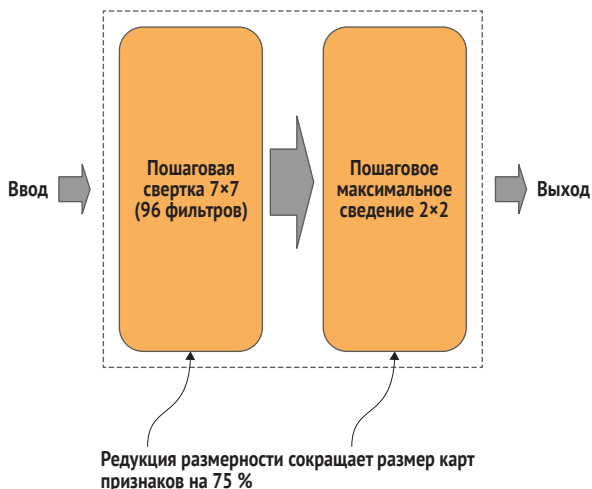 Ввод
Пошаговая
свертка 7×7
(96 фильтров)
Пошаговое
максимальное
сведение 2×2
Выход
Редукция размерности сокращает размер карт
признаков на 75 %